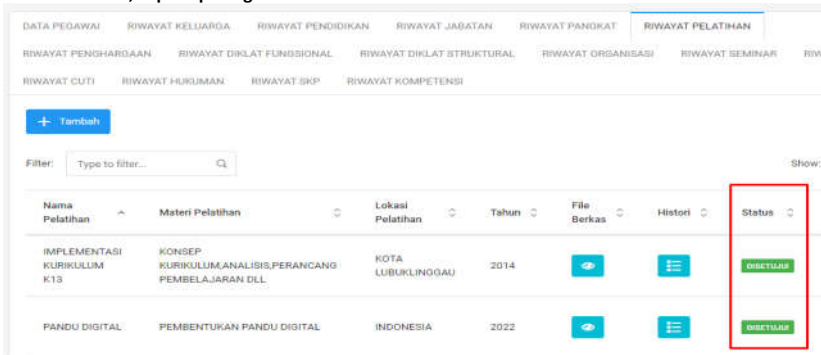 DATA PEGAWAI RIWAYAT KELUARGA RIWAYAT PENDIDIKAN RIWAYAT JABATAN RIWAYAT PANGKAT RIWAYAT PELATIHAN
RIWAYAT PENGHARGAAN RIWAYAT DIKLAT FUNGSIONAL RIWAYAT DIKLAT STRUKTURAL RIWAYAT ORGANISASI RIWAYAT SEMINAR
RIWAYAT CUTI RIWAYAT HUKUMAN RIWAYAT SKP RIWAYAT KOMPETENSI
+ Tambah
Filter: Type to filter... Show:
Nama Pelatihan Materi Pelatihan Lokasi Pelatihan Tahun File Berkas Histori Status
IMPLEMENTASI KURIKULUM K13 KONSEP KURIKULUM,ANALISIS,PERANCANG PEMBELAJARAN DLL KOTA LUBUKLINGGAU 2014 DISETUJUI
PANDU DIGITAL PEMBENTUKAN PANDU DIGITAL INDONESIA 2022 DISETUJUI